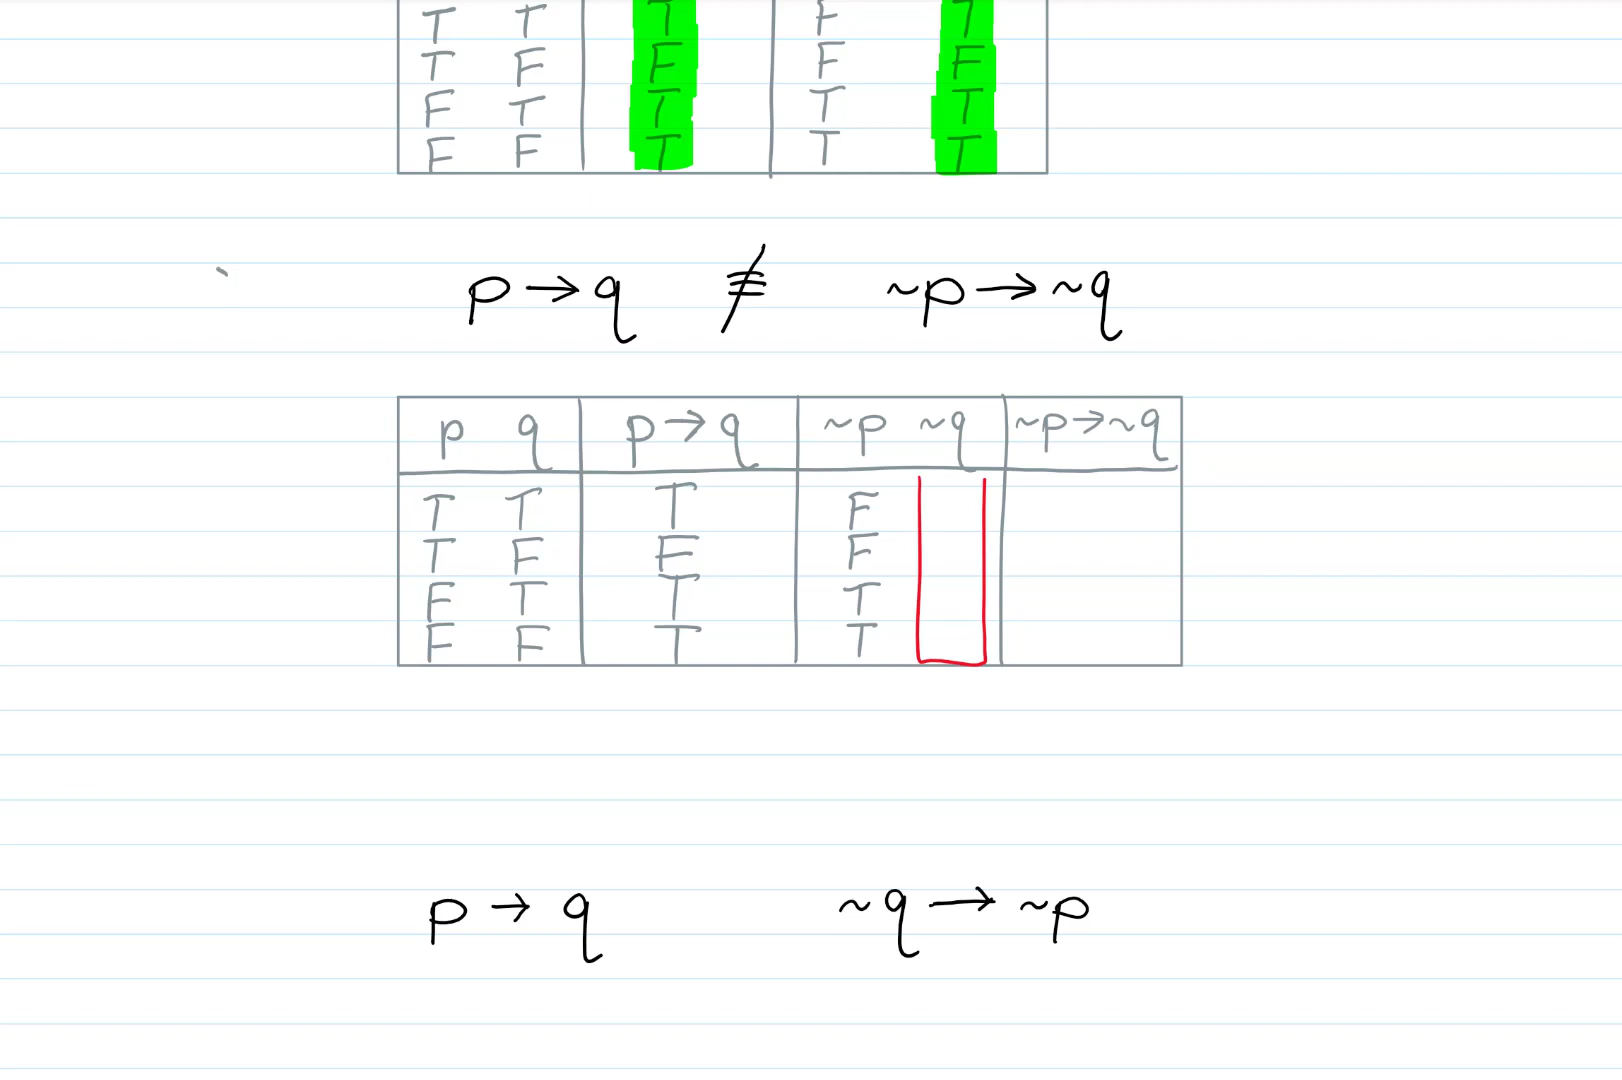 T T T F T
T F F F F
F T T T T
F F T T T
p → q ≢ ~p → ~q
p q p → q ~p ~q ~p → ~q
T T T F
T F F F
F T T T
F F T T
p → q ~q → ~p